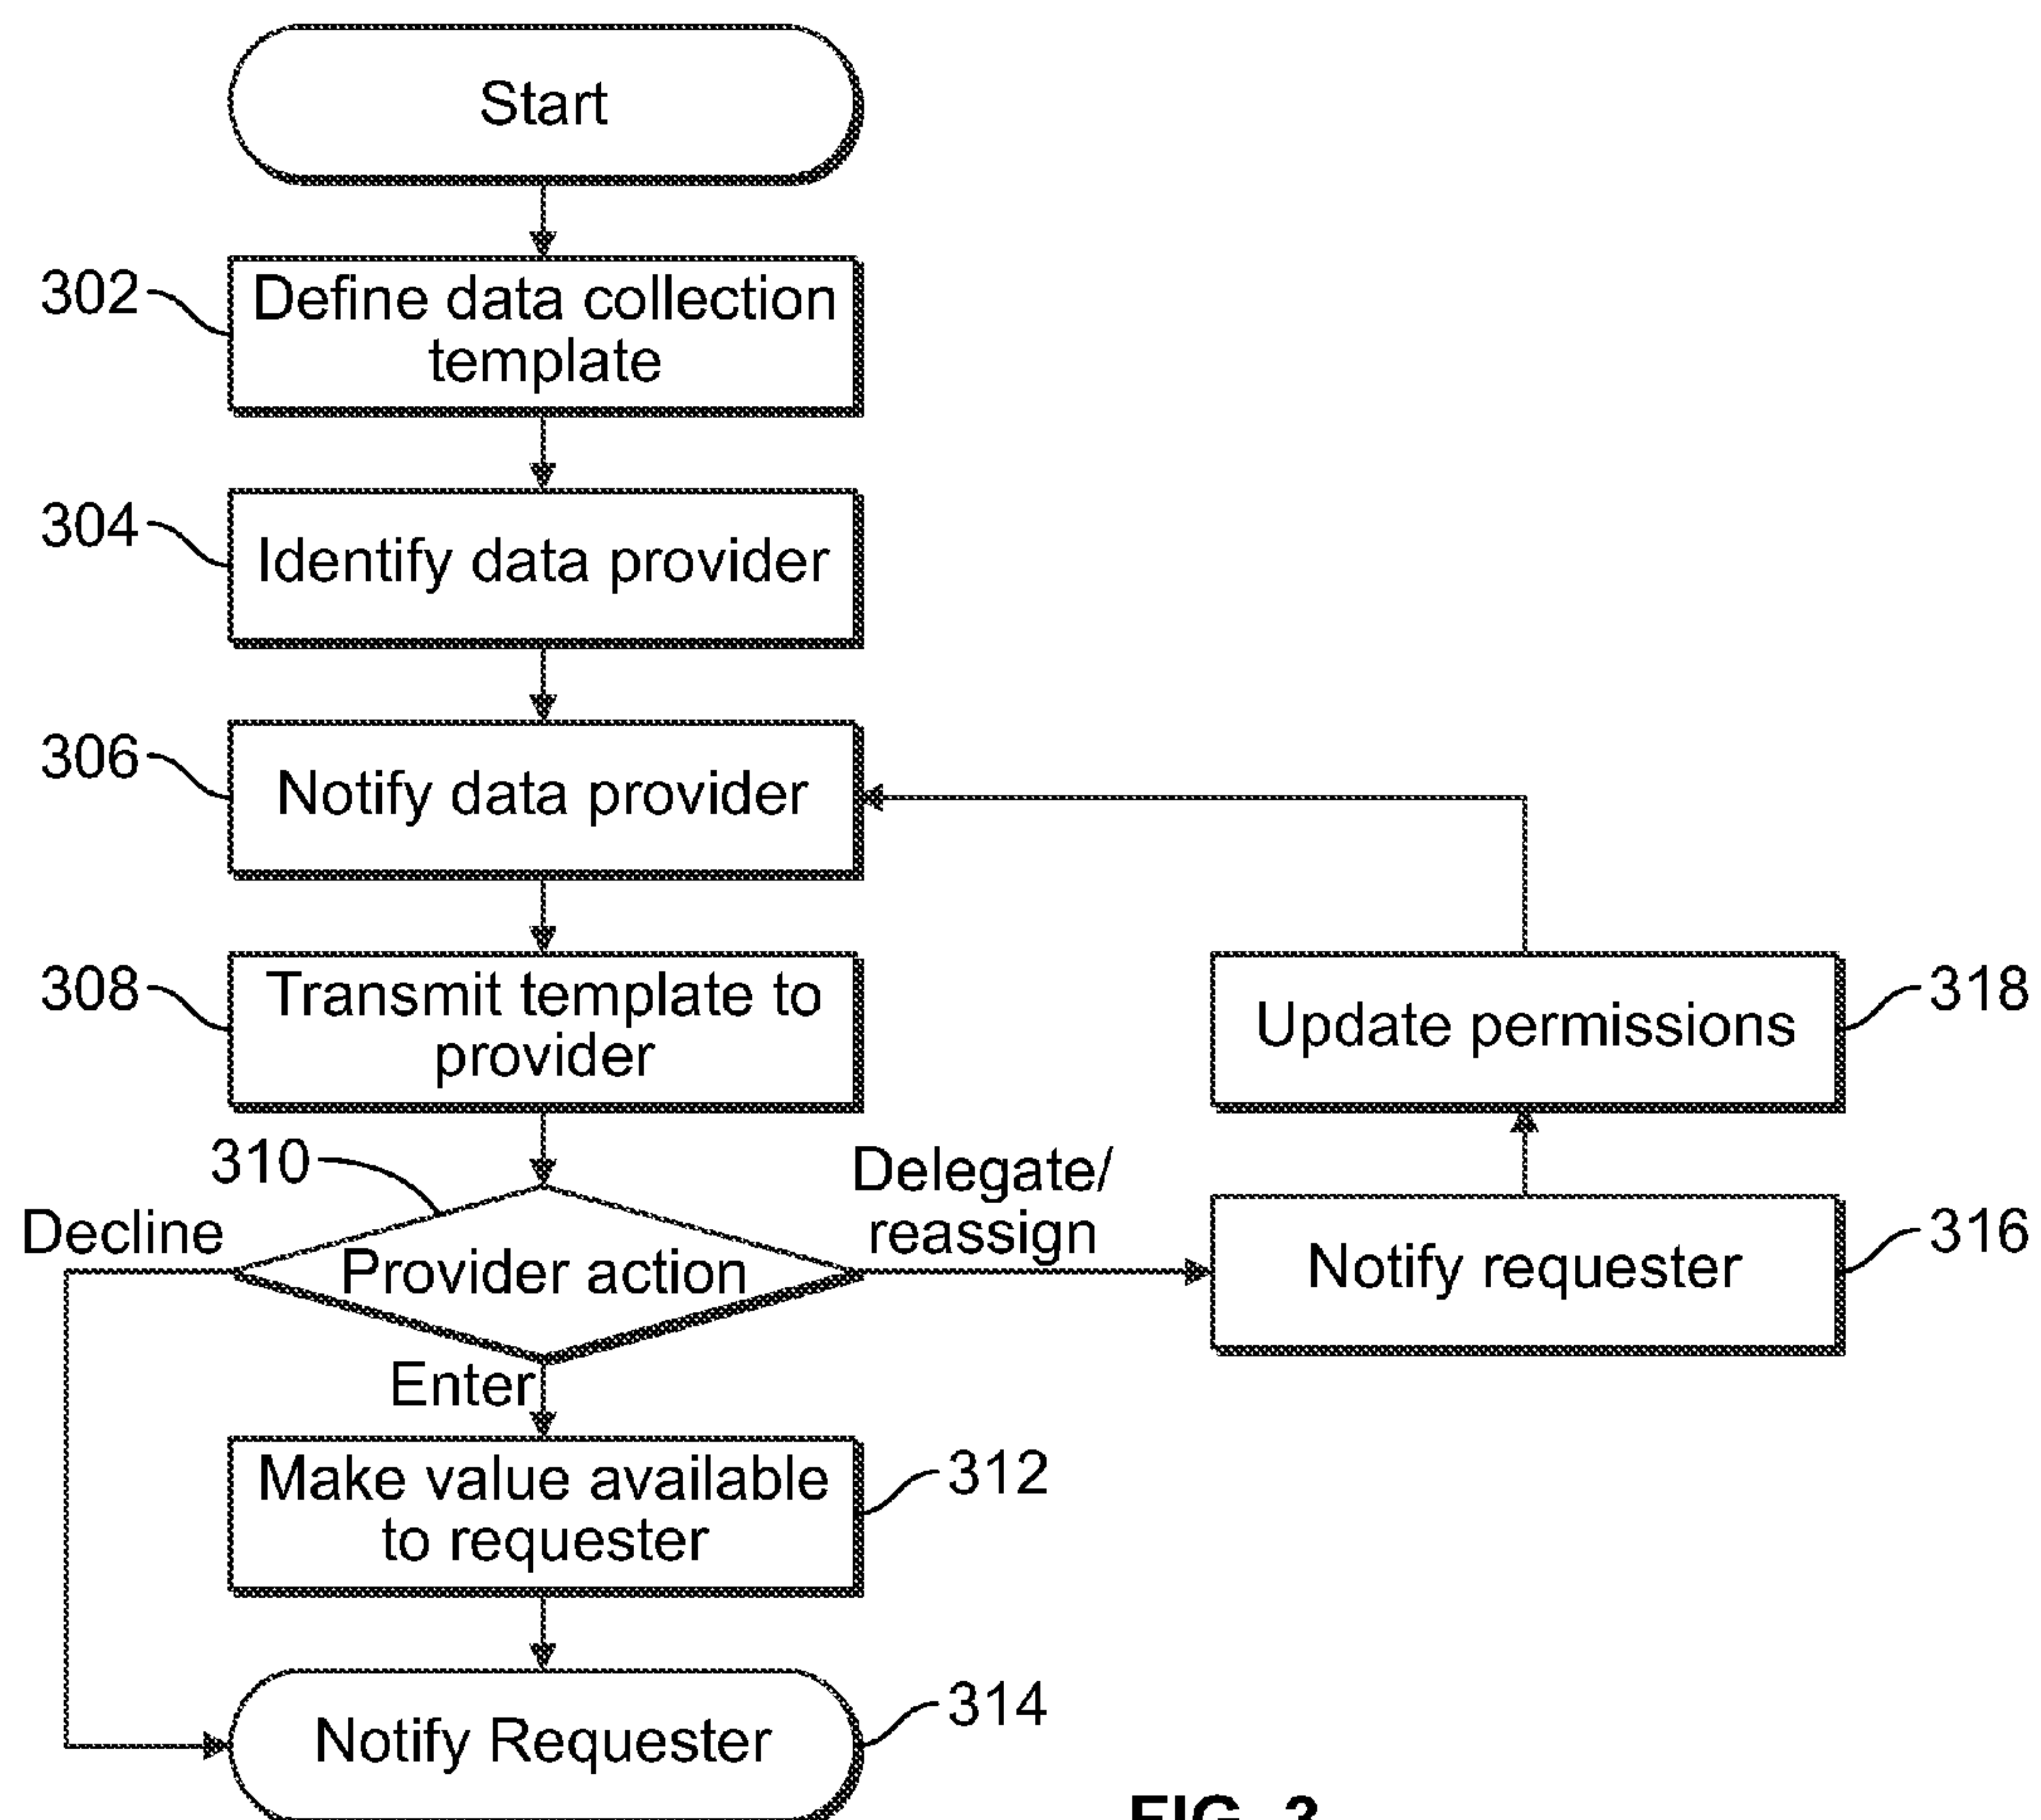 Start
302
Define data collection
template
304
Identify data provider
306
Notify data provider
308
Transmit template to
provider
318
Update permissions
310
Delegate/
reassign
Decline
Provider action
316
Notify requester
Enter
Make value available
to requester
312
Notify Requester
314
FIG. 3